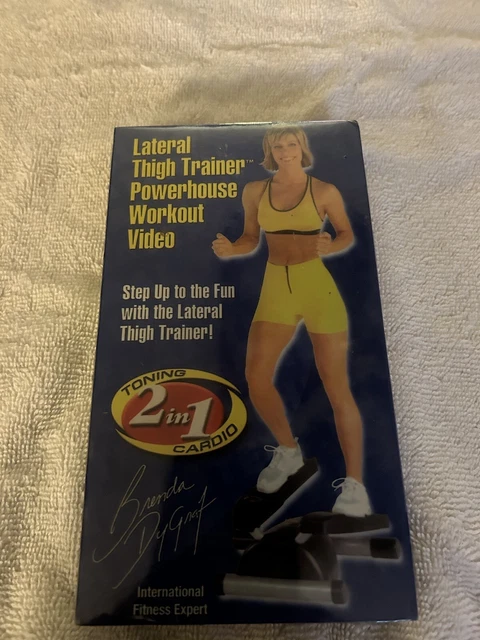 Lateral
Thigh Trainer™
Powerhouse
Workout
Video
Step Up to the Fun
with the Lateral
Thigh Trainer!
TONING
2 in 1
CARDIO
Brenda
DyGraf
International
Fitness Expert